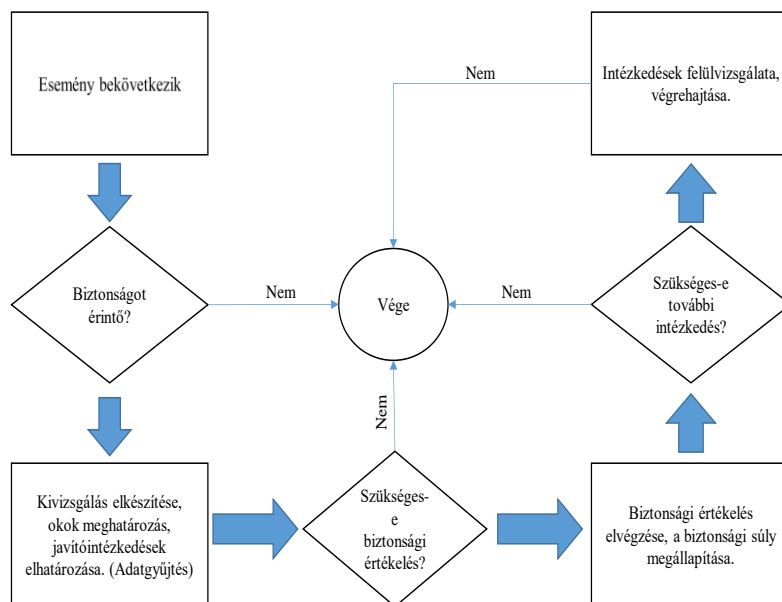 Esemény bekövetkezik
Nem
Intézkedések felülvizsgálata,
végrehajtása.
Biztonságot
érintő?
Nem
Vége
Nem
Szükséges-e
további
intézkedés?
Nem
Kivizsgálás elkészítése,
okok meghatározás,
javítóintézkedések
elhatározása. (Adatgyűjtés)
Szükséges-
e
biztonsági
értékelés?
Biztonsági értékelés
elvégzése, a biztonsági súly
megállapítása.